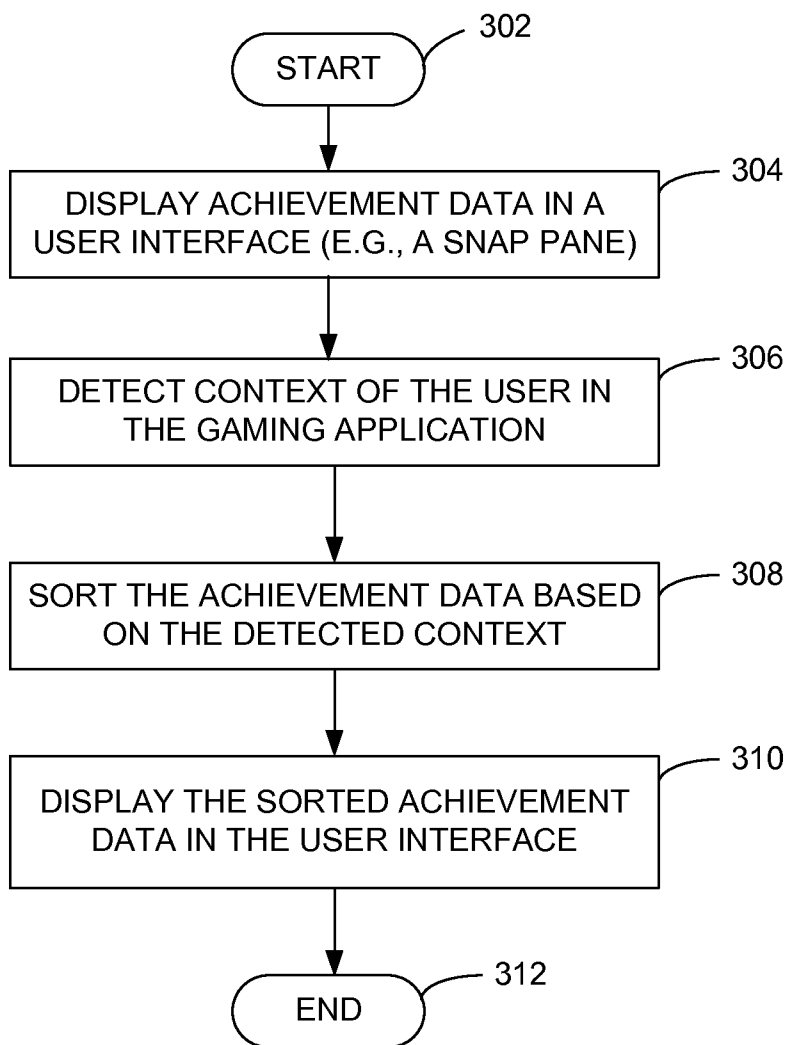 302
START
304
DISPLAY ACHIEVEMENT DATA IN A
USER INTERFACE (E.G., A SNAP PANE)
306
DETECT CONTEXT OF THE USER IN
THE GAMING APPLICATION
308
SORT THE ACHIEVEMENT DATA BASED
ON THE DETECTED CONTEXT
310
DISPLAY THE SORTED ACHIEVEMENT
DATA IN THE USER INTERFACE
312
END